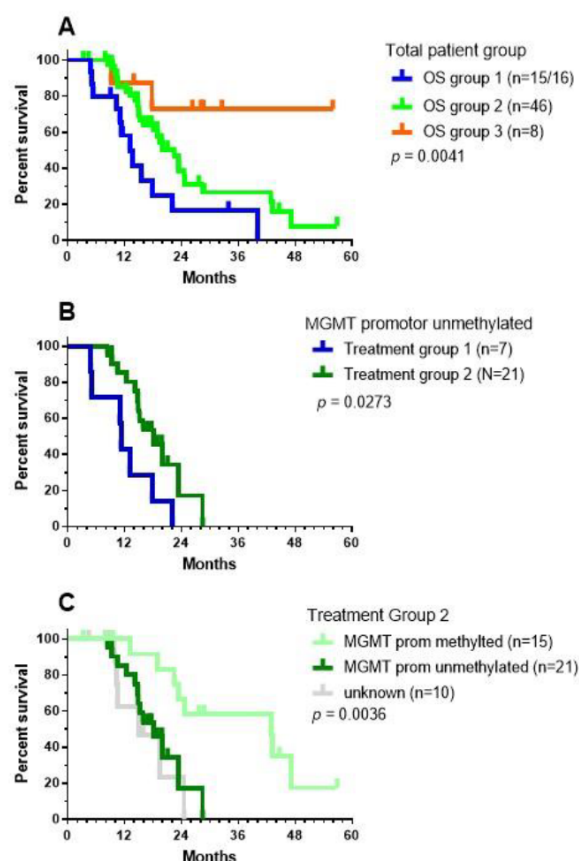 A
Total patient group
OS group 1 (n=15/16)
OS group 2 (n=46)
OS group 3 (n=8)
p = 0.0041
Percent survival
100
80
60
40
20
0
0 12 24 36 48 60
Months
B
MGMT promotor unmethylated
Treatment group 1 (n=7)
Treatment group 2 (N=21)
p = 0.0273
Percent survival
100
80
60
40
20
0
0 12 24 36 48 60
Months
C
Treatment Group 2
MGMT prom methylted (n=15)
MGMT prom unmethylated (n=21)
unknown (n=10)
p = 0.0036
Percent survival
100
80
60
40
20
0
0 12 24 36 48 60
Months